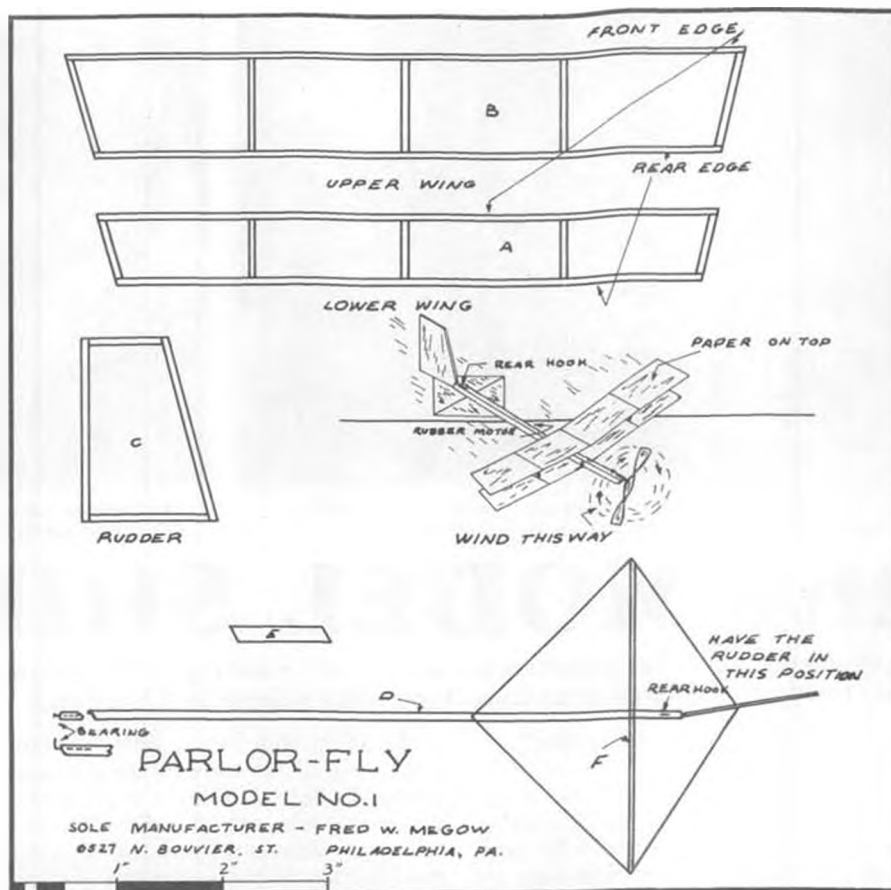 FRONT EDGE
B
UPPER WING
REAR EDGE
A
LOWER WING
REAR HOOK
PAPER ON TOP
RUBBER MOTOR
C
RUDDER
WIND THIS WAY
E
HAVE THE
RUDDER IN
THIS POSITION
D
REAR HOOK
BEARING
F
PARLOR-FLY
MODEL NO.1
SOLE MANUFACTURER - FRED W. MEGOW
6527 N. BOUVIER. ST. PHILADELPHIA, PA.
1" 2" 3"